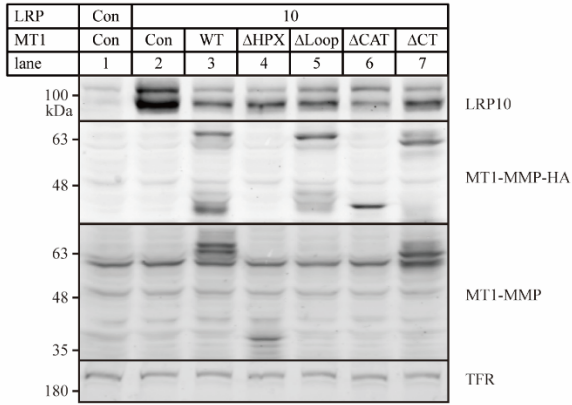 LRP Con 10
MT1 Con Con WT ΔHPX ΔLoop ΔCAT ΔCT
lane 1 2 3 4 5 6 7
100
kDa
LRP10
63
48
MT1-MMP-HA
63
48
35
MT1-MMP
180
TFR